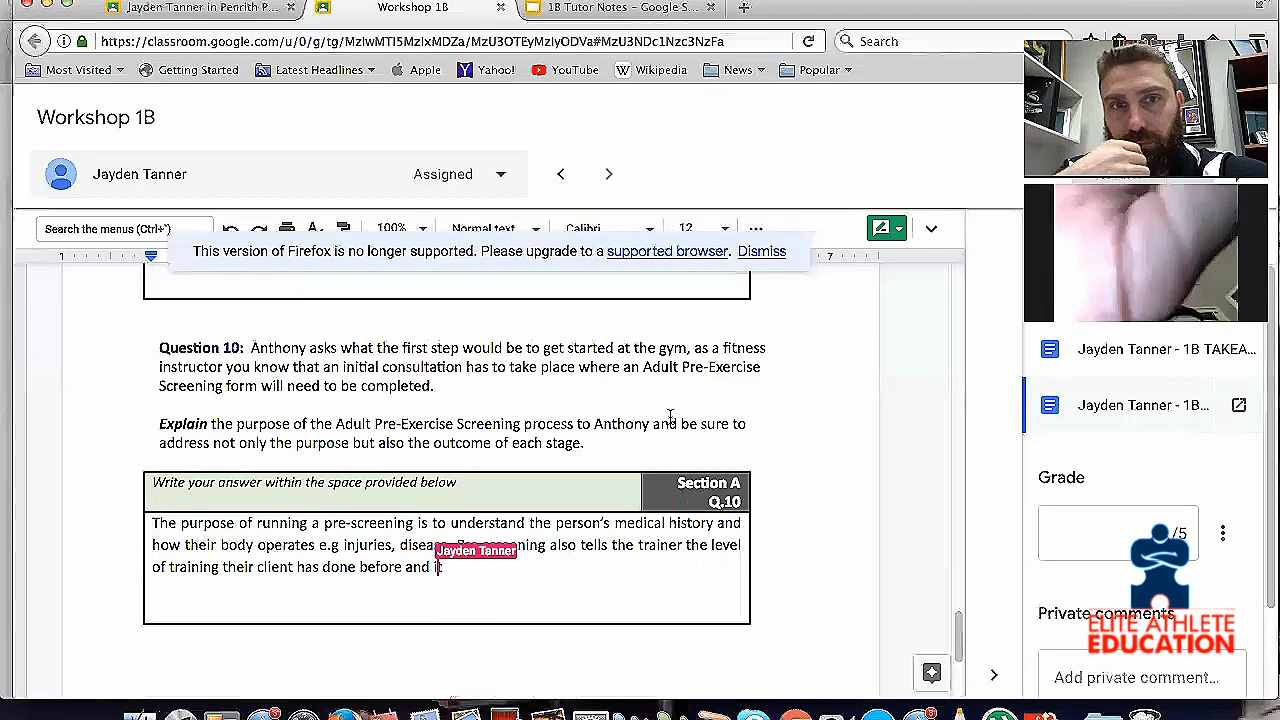 Jayden Tanner in Penrith P...
Workshop 1B
1B Tutor Notes - Google S...
https://classroom.google.com/u/0/g/tg/MzIwMTI5MzIxMDZa/MzU3OTEyMzIyODVa#MzU3NDc1Nzc3NzFa
Search
Most Visited
Getting Started
Latest Headlines
Apple
Yahoo!
YouTube
Wikipedia
News
Popular
Workshop 1B
Jayden Tanner
Assigned
Search the menus (Ctrl+)
100%
Normal text
Calibri
12
This version of Firefox is no longer supported. Please upgrade to a supported browser. Dismiss
1
7
Question 10: Anthony asks what the first step would be to get started at the gym, as a fitness
instructor you know that an initial consultation has to take place where an Adult Pre-Exercise
Screening form will need to be completed.
Explain the purpose of the Adult Pre-Exercise Screening process to Anthony and be sure to
address not only the purpose but also the outcome of each stage.
Write your answer within the space provided below
Section A
Q.10
The purpose of running a pre-screening is to understand the person's medical history and
how their body operates e.g injuries, disease
ning also tells the trainer the level
Jayden Tanner
of training their client has done before and it
Jayden Tanner - 1B TAKEA...
Jayden Tanner - 1B...
Grade
/5
Private comments
ELITE ATHLETE
EDUCATION
Add private comment...